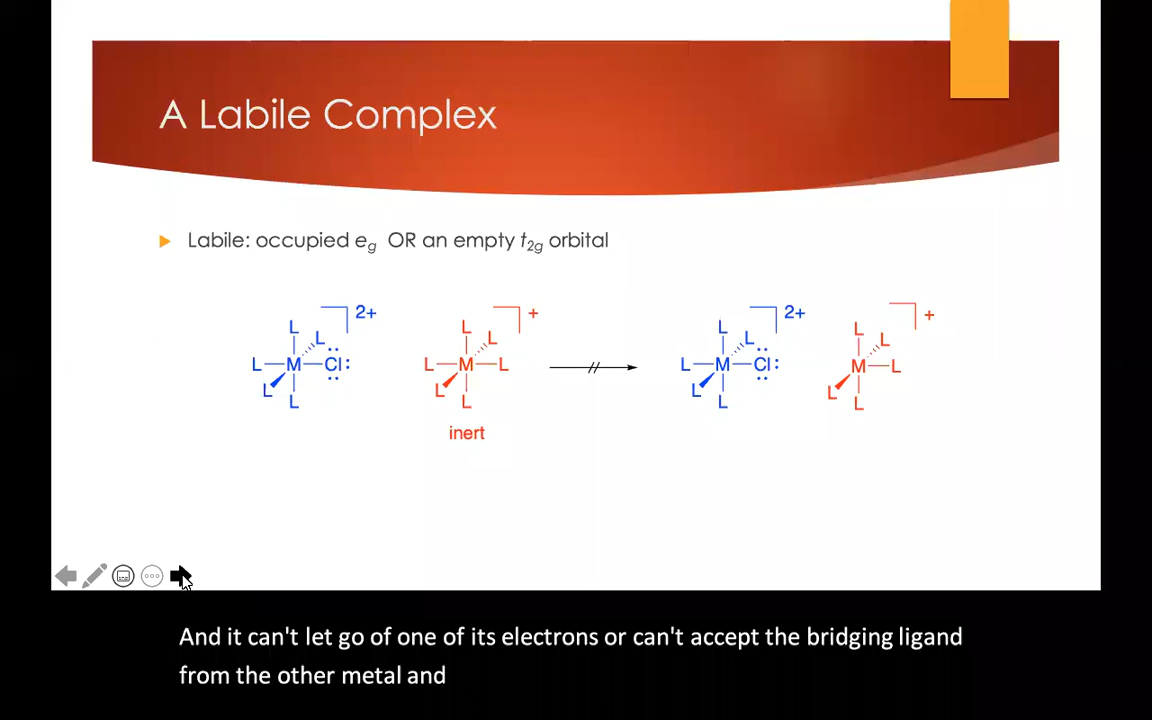 A Labile Complex
Labile: occupied eg OR an empty t2g orbital
2+
L
L
L M Cl
L
L
+
L
L
L M L
L
L
inert
2+
L
L
L M Cl
L
L
+
L
L
M L
L
L
And it can't let go of one of its electrons or can't accept the bridging ligand
from the other metal and